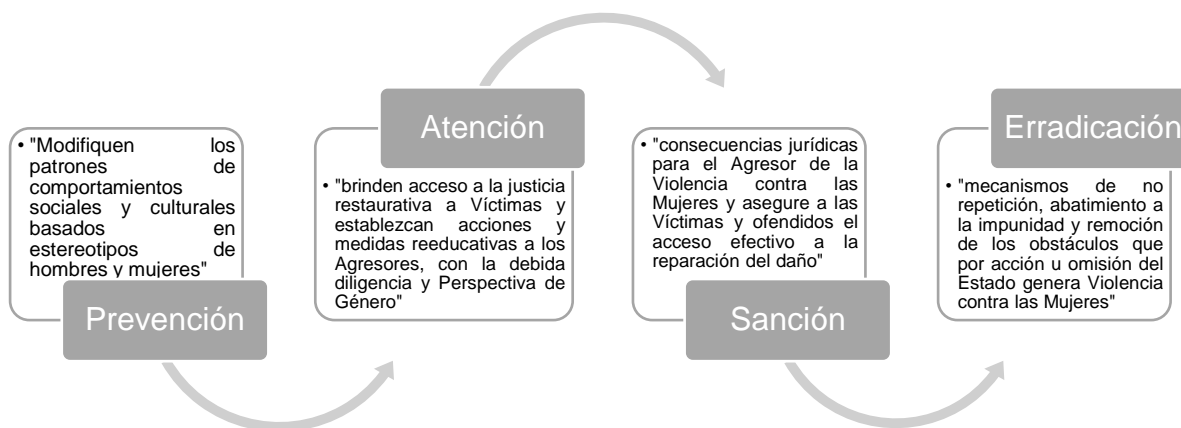 • "Modifiquen los
patrones de
comportamientos
sociales y culturales
basados en
estereotipos de
hombres y mujeres"
Prevención
Atención
• "brinden acceso a la justicia
restaurativa a Víctimas y
establezcan acciones y
medidas reeducativas a los
Agresores, con la debida
diligencia y Perspectiva de
Género"
• "consecuencias jurídicas
para el Agresor de la
Violencia contra las
Mujeres y asegure a las
Víctimas y ofendidos el
acceso efectivo a la
reparación del daño"
Sanción
Erradicación
• "mecanismos de no
repetición, abatimiento a
la impunidad y remoción
de los obstáculos que
por acción u omisión del
Estado genera Violencia
contra las Mujeres"